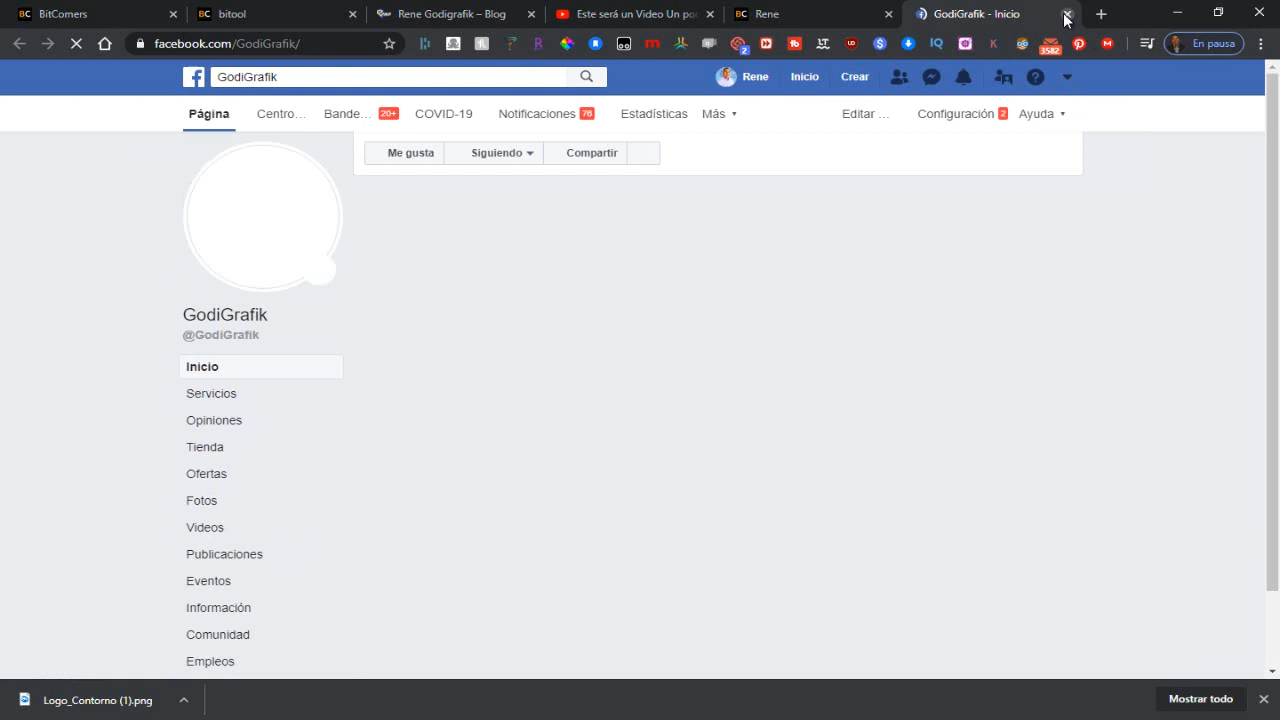 BitComers
bitool
Rene Godigrafik – Blog
Este será un Video Un po
Rene
GodiGrafik - Inicio
facebook.com/GodiGrafik/
2
3582
En pausa
GodiGrafik
Rene
Inicio
Crear
Página
Centro…
Bande… 20+
COVID-19
Notificaciones 76
Estadísticas
Más
Editar …
Configuración 2
Ayuda
Me gusta
Siguiendo
Compartir
GodiGrafik
@GodiGrafik
Inicio
Servicios
Opiniones
Tienda
Ofertas
Fotos
Videos
Publicaciones
Eventos
Información
Comunidad
Empleos
Logo_Contorno (1).png
Mostrar todo